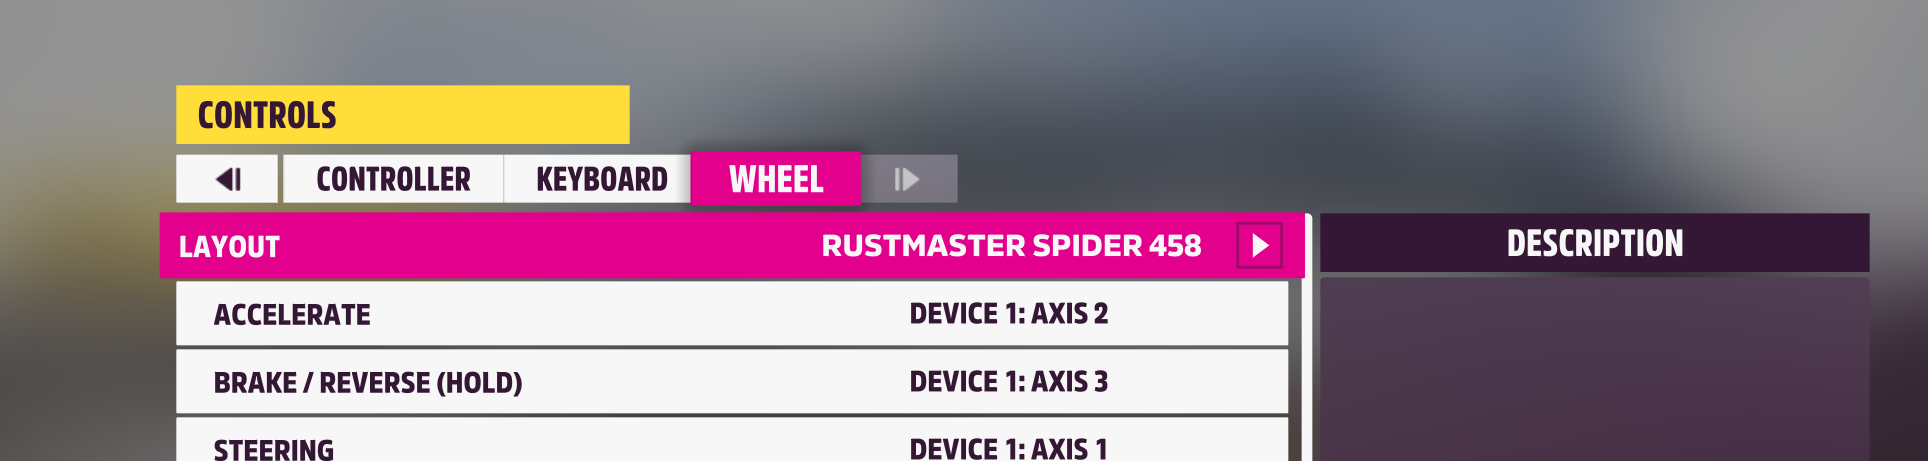 CONTROLS
CONTROLLER KEYBOARD WHEEL
LAYOUT RUSTMASTER SPIDER 458
DESCRIPTION
ACCELERATE DEVICE 1: AXIS 2
BRAKE / REVERSE (HOLD) DEVICE 1: AXIS 3
STEERING DEVICE 1: AXIS 1